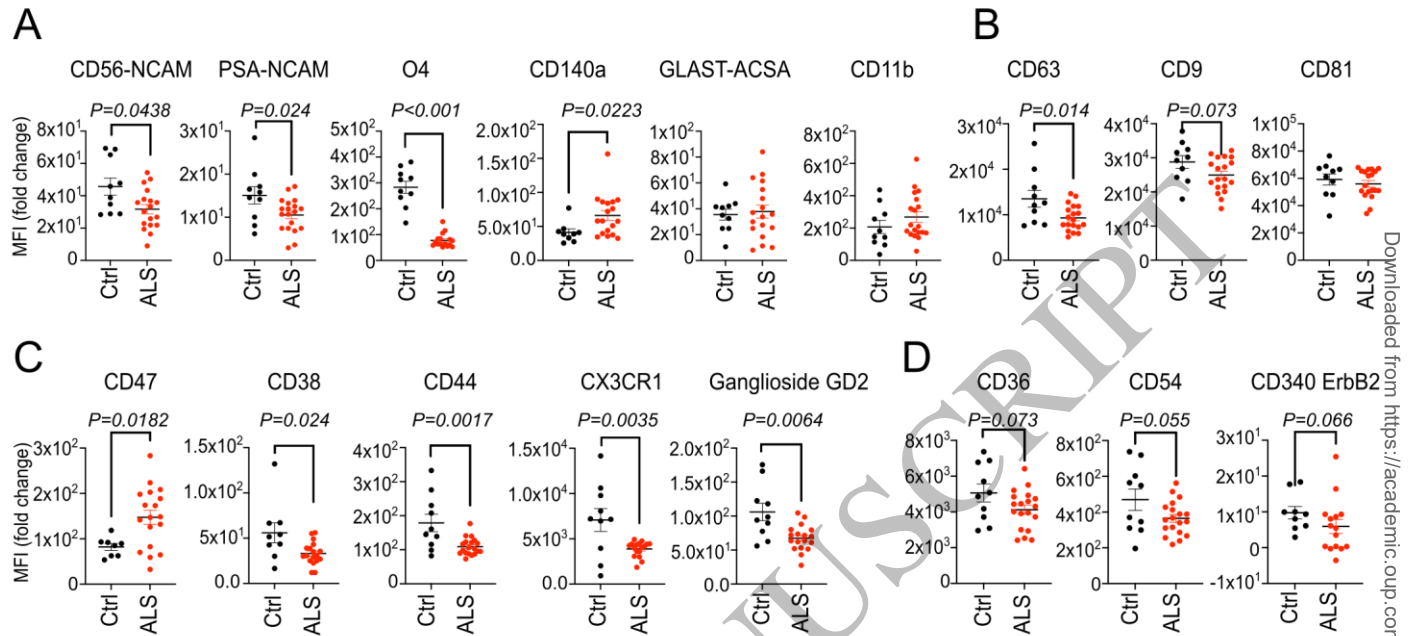 A
B
CD56-NCAM PSA-NCAM O4 CD140a GLAST-ACSA CD11b CD63 CD9 CD81
P=0.0438 P=0.024 P<0.001 P=0.0223 P=0.014 P=0.073
MFI (fold change)
8x10¹ 3x10¹ 5x10² 2.0x10² 1x10² 8x10² 3x10⁴ 4x10⁴ 1x10⁵
6x10¹ 2x10¹ 4x10² 1.5x10² 8x10¹ 6x10² 2x10⁴ 3x10⁴ 8x10⁴
4x10¹ 1x10¹ 3x10² 1.0x10² 6x10¹ 4x10² 1x10⁴ 2x10⁴ 6x10⁴
2x10¹ 0 2x10² 5.0x10¹ 4x10¹ 2x10² 0 1x10⁴ 4x10⁴
0 1x10² 0.0 2x10¹ 0 0 2x10⁴
0 0 0
Ctrl ALS Ctrl ALS Ctrl ALS Ctrl ALS Ctrl ALS Ctrl ALS Ctrl ALS Ctrl ALS Ctrl ALS
C
D
CD47 CD38 CD44 CX3CR1 Ganglioside GD2 CD36 CD54 CD340 ErbB2
P=0.0182 P=0.024 P=0.0017 P=0.0035 P=0.0064 P=0.073 P=0.055 P=0.066
MFI (fold change)
3x10² 1.5x10² 4x10² 1.5x10⁴ 2.0x10² 8x10³ 8x10² 3x10¹
2x10² 1.0x10² 3x10² 1.0x10⁴ 1.5x10² 6x10³ 6x10² 2x10¹
1x10² 5x10¹ 2x10² 5.0x10³ 1.0x10² 4x10³ 4x10² 1x10¹
0 0.0 1x10² 0.0 5.0x10¹ 2x10³ 2x10² 0
0 0.0 0 0 -1x10¹
Ctrl ALS Ctrl ALS Ctrl ALS Ctrl ALS Ctrl ALS Ctrl ALS Ctrl ALS Ctrl ALS
NUSCRIPT
Downloaded from https://academic.oup.com